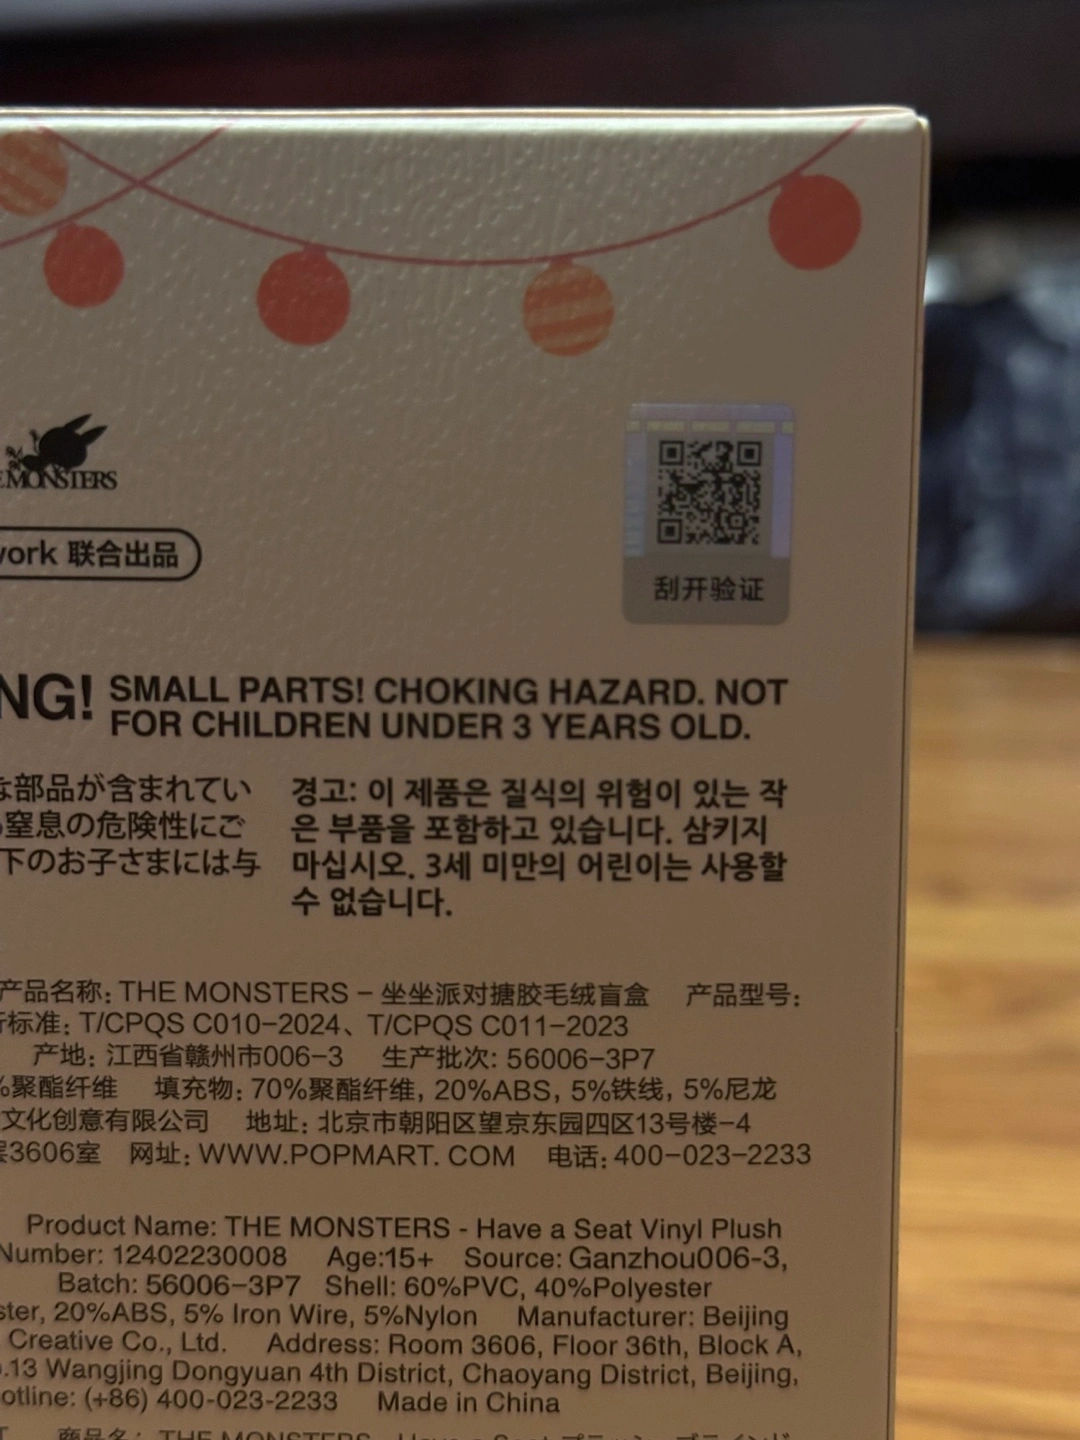 MONSTERS
work 联合出品
刮开验证
NG! SMALL PARTS! CHOKING HAZARD. NOT
FOR CHILDREN UNDER 3 YEARS OLD.
な部品が含まれてい
窒息の危険性にご
下のお子さまには与
경고: 이 제품은 질식의 위험이 있는 작
은 부품을 포함하고 있습니다. 삼키지
마십시오. 3세 미만의 어린이는 사용할
수 없습니다.
产品名称: THE MONSTERS – 坐坐派对搪胶毛绒盲盒 产品型号:
行标准: T/CPQS C010–2024、T/CPQS C011–2023
产地: 江西省赣州市006–3 生产批次: 56006–3P7
%聚酯纤维 填充物: 70%聚酯纤维, 20%ABS, 5%铁线, 5%尼龙
文化创意有限公司 地址: 北京市朝阳区望京东园四区13号楼–4
层3606室 网址: WWW.POPMART. COM 电话: 400–023–2233
Product Name: THE MONSTERS - Have a Seat Vinyl Plush
Number: 12402230008 Age:15+ Source: Ganzhou006-3,
Batch: 56006–3P7 Shell: 60%PVC, 40%Polyester
ster, 20%ABS, 5% Iron Wire, 5%Nylon Manufacturer: Beijing
Creative Co., Ltd. Address: Room 3606, Floor 36th, Block A,
.13 Wangjing Dongyuan 4th District, Chaoyang District, Beijing,
otline: (+86) 400-023-2233 Made in China
商品名: THE MONSTERS - Have a Seat